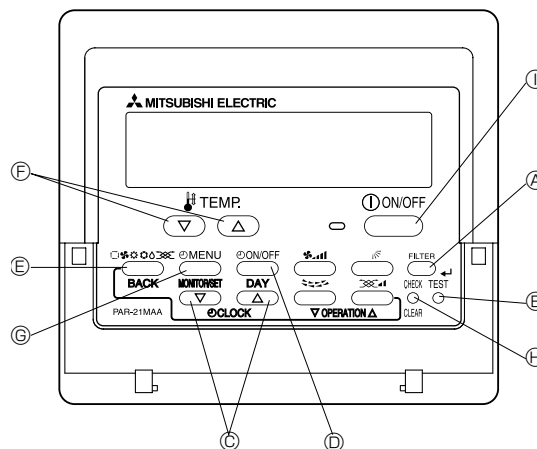 MITSUBISHI ELECTRIC
TEMP.
ON/OFF
MENU
ON/OFF
FILTER
BACK
MONITOR/SET
DAY
CHECK TEST
PAR-21MAA
CLOCK
OPERATION
CLEAR
I
F
A
E
B
G
H
C
D